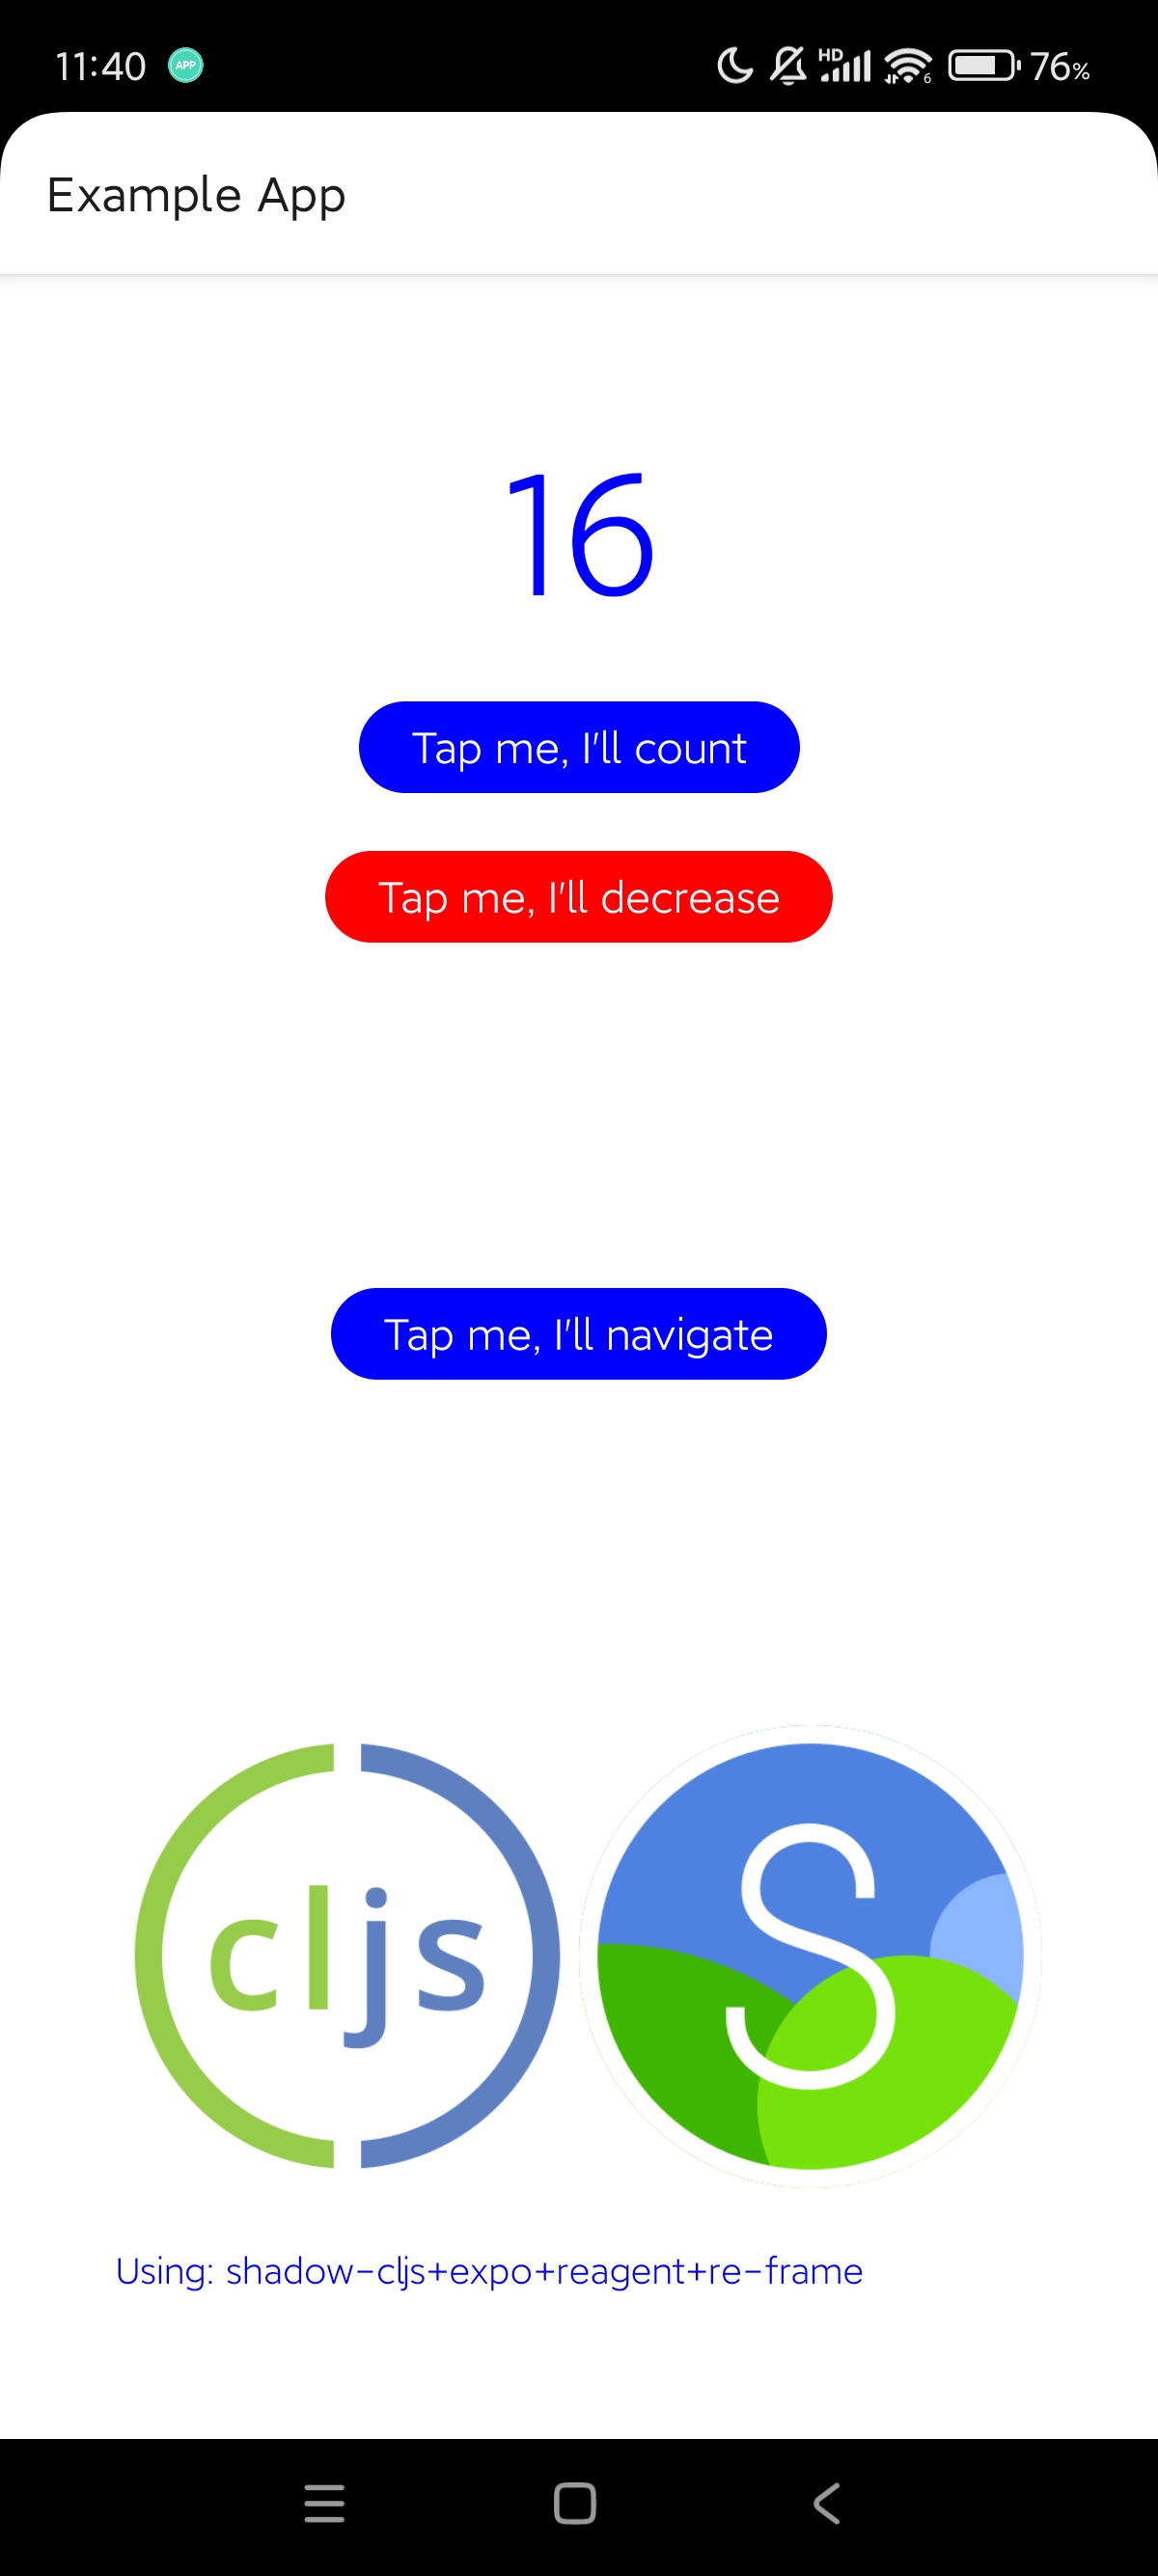 11:40 APP HD 6 76%
Example App
16
Tap me, I'll count
Tap me, I'll decrease
Tap me, I'll navigate
cljs S
Using: shadow-cljs+expo+reagent+re-frame